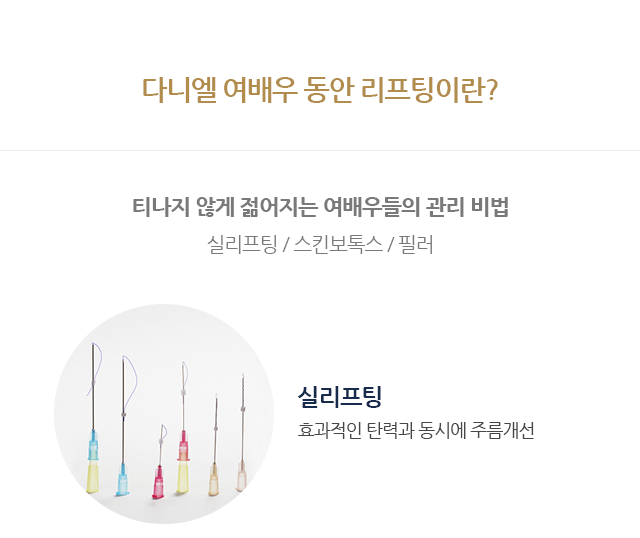 다니엘 여배우 동안 리프팅이란?
티나지 않게 젊어지는 여배우들의 관리 비법
실리프팅 / 스킨보톡스 / 필러
실리프팅
효과적인 탄력과 동시에 주름개선